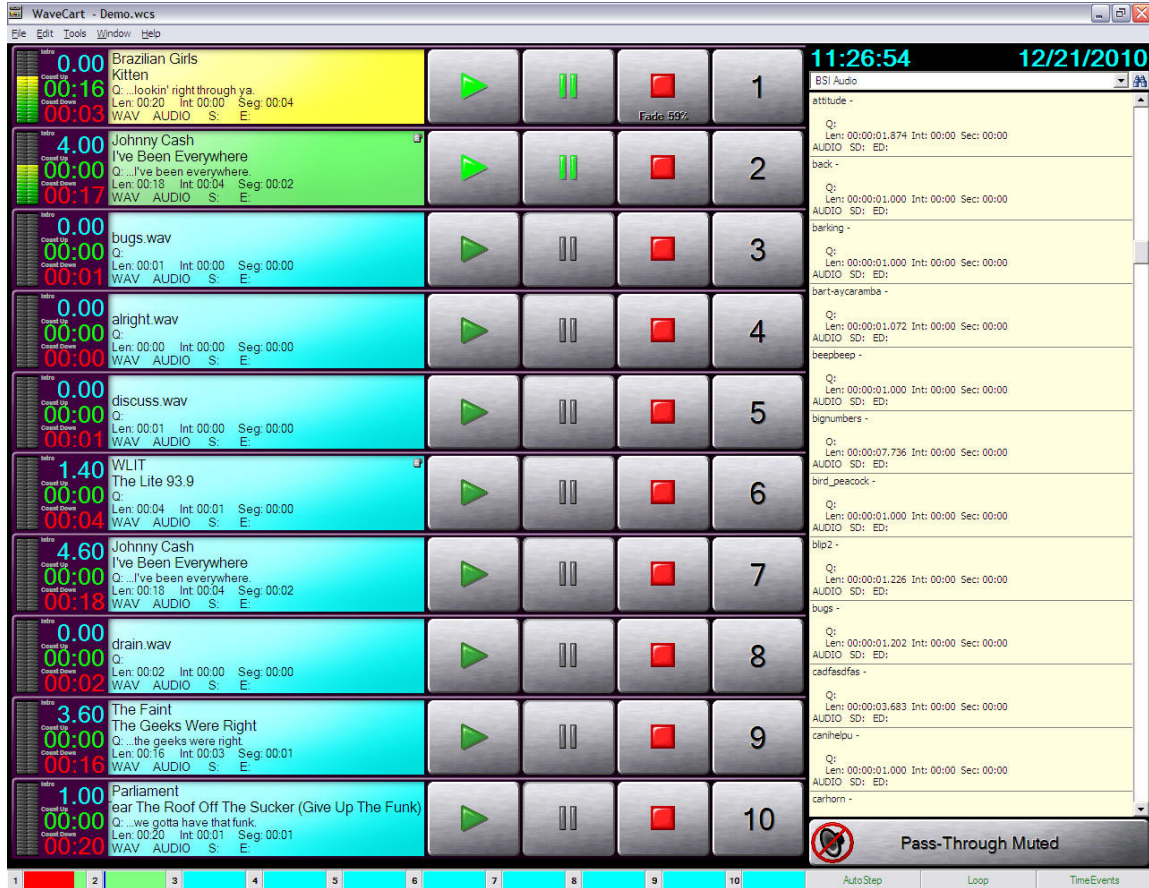 WaveCart - Demo.wcs
File Edit Tools Window Help
Intro
0.00
Count Up
00:16
Count Down
00:03
Brazilian Girls
Kitten
Q: ...lookin' right through ya.
Len: 00:20 Int: 00:00 Seg: 00:04
WAV AUDIO S: E:
Fade 59%
1
Intro
4.00
Count Up
00:00
Count Down
00:17
Johnny Cash
I've Been Everywhere
Q: ...I've been everywhere.
Len: 00:18 Int: 00:04 Seg: 00:02
WAV AUDIO S: E:
2
Intro
0.00
Count Up
00:00
Count Down
00:01
bugs.wav
Q:
Len: 00:01 Int: 00:00 Seg: 00:00
WAV AUDIO S: E:
3
Intro
0.00
Count Up
00:00
Count Down
00:00
alright.wav
Q:
Len: 00:00 Int: 00:00 Seg: 00:00
WAV AUDIO S: E:
4
Intro
0.00
Count Up
00:00
Count Down
00:01
discuss.wav
Q:
Len: 00:01 Int: 00:00 Seg: 00:00
WAV AUDIO S: E:
5
Intro
1.40
Count Up
00:00
Count Down
00:04
WLIT
The Lite 93.9
Q:
Len: 00:04 Int: 00:01 Seg: 00:00
WAV AUDIO S: E:
6
Intro
4.60
Count Up
00:00
Count Down
00:18
Johnny Cash
I've Been Everywhere
Q: ...I've been everywhere.
Len: 00:18 Int: 00:04 Seg: 00:02
WAV AUDIO S: E:
7
Intro
0.00
Count Up
00:00
Count Down
00:02
drain.wav
Q:
Len: 00:02 Int: 00:00 Seg: 00:00
WAV AUDIO S: E:
8
Intro
3.60
Count Up
00:00
Count Down
00:16
The Faint
The Geeks Were Right
Q: ...the geeks were right.
Len: 00:16 Int: 00:03 Seg: 00:01
WAV AUDIO S: E:
9
Intro
1.00
Count Up
00:00
Count Down
00:20
Parliament
ear The Roof Off The Sucker (Give Up The Funk)
Q: ...we gotta have that funk.
Len: 00:20 Int: 00:01 Seg: 00:01
WAV AUDIO S: E:
10
11:26:54 12/21/2010
BSI Audio
attitude -
Q:
Len: 00:00:01.874 Int: 00:00 Sec: 00:00
AUDIO SD: ED:
back -
Q:
Len: 00:00:01.000 Int: 00:00 Sec: 00:00
AUDIO SD: ED:
barking -
Q:
Len: 00:00:01.000 Int: 00:00 Sec: 00:00
AUDIO SD: ED:
bart-aycaramba -
Q:
Len: 00:00:01.072 Int: 00:00 Sec: 00:00
AUDIO SD: ED:
beepbeep -
Q:
Len: 00:00:01.000 Int: 00:00 Sec: 00:00
AUDIO SD: ED:
bignumbers -
Q:
Len: 00:00:07.736 Int: 00:00 Sec: 00:00
AUDIO SD: ED:
bird_peacock -
Q:
Len: 00:00:01.000 Int: 00:00 Sec: 00:00
AUDIO SD: ED:
blip2 -
Q:
Len: 00:00:01.226 Int: 00:00 Sec: 00:00
AUDIO SD: ED:
bugs -
Q:
Len: 00:00:01.202 Int: 00:00 Sec: 00:00
AUDIO SD: ED:
cadfasdfas -
Q:
Len: 00:00:03.683 Int: 00:00 Sec: 00:00
AUDIO SD: ED:
canihelpu -
Q:
Len: 00:00:01.000 Int: 00:00 Sec: 00:00
AUDIO SD: ED:
carhorn -
Pass-Through Muted
1 2 3 4 5 6 7 8 9 10 AutoStep Loop TimeEvents